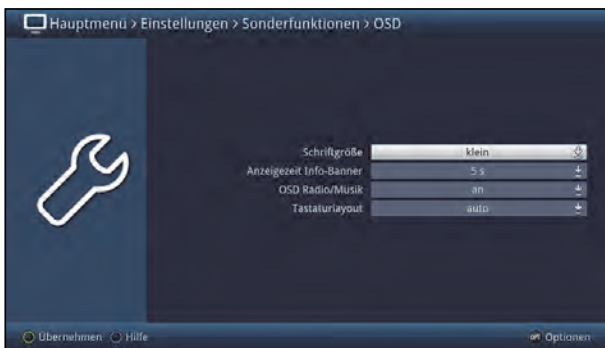 Hauptmenü > Einstellungen > Sonderfunktionen > OSD
Schriftgröße klein
Anzeigezeit Info-Banner 5 s
OSD Radio/Musik an
Tastaturlayout auto
Übernehmen Hilfe OPT Optionen